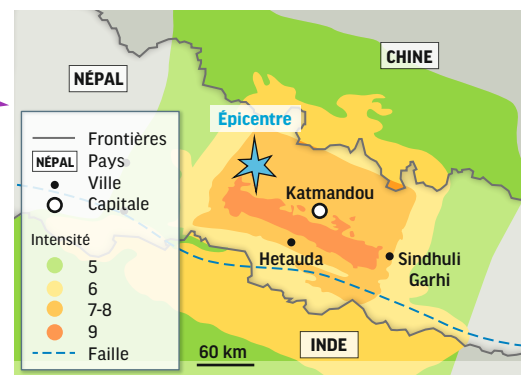 CHINE
NÉPAL
Épicentre
Frontières
NÉPAL Pays
Ville
Capitale
Katmandou
Intensité
5
6
7-8
9
Faille
Hetauda
Sindhuli
Garhi
60 km
INDE